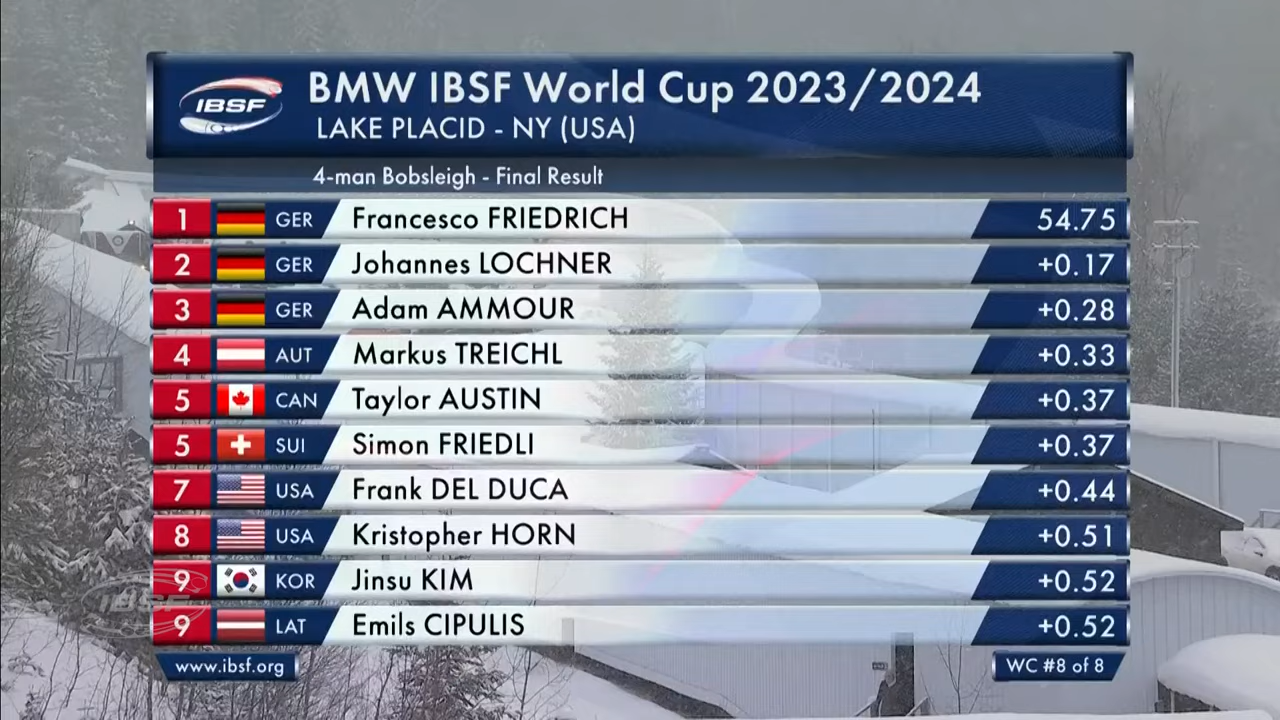 IBSF
BMW IBSF World Cup 2023/2024
LAKE PLACID - NY (USA)
4-man Bobsleigh - Final Result
1 GER Francesco FRIEDRICH 54.75
2 GER Johannes LOCHNER +0.17
3 GER Adam AMMOUR +0.28
4 AUT Markus TREICHL +0.33
5 CAN Taylor AUSTIN +0.37
5 SUI Simon FRIEDLI +0.37
7 USA Frank DEL DUCA +0.44
8 USA Kristopher HORN +0.51
9 KOR Jinsu KIM +0.52
9 LAT Emils CIPULIS +0.52
IBSF
www.ibsf.org WC #8 of 8